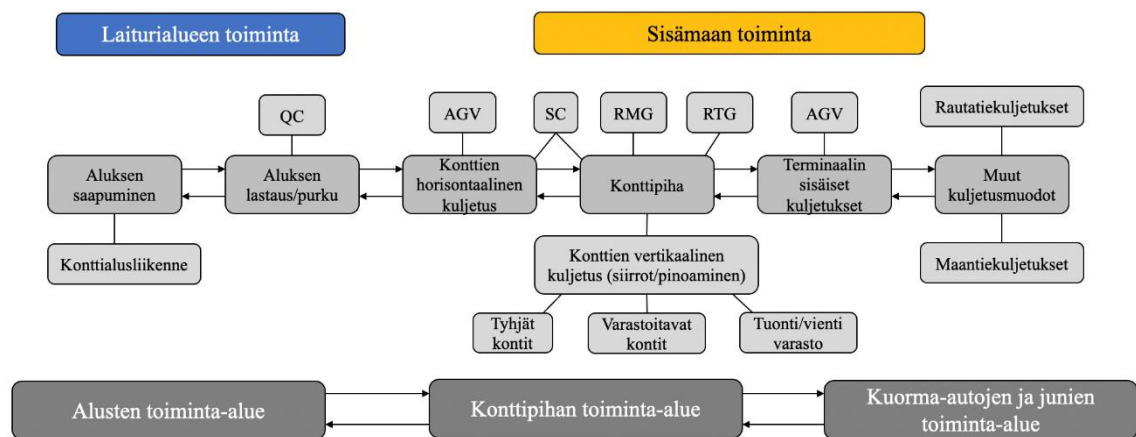 Laiturialueen toiminta
Sisämaan toiminta
QC
AGV
SC
RMG
RTG
AGV
Rautatiekuljetukset
Aluksen
saapuminen
Aluksen
lastaus/purku
Konttien
horisontaalinen
kuljetus
Konttipiha
Terminaalin
sisäiset
kuljetukset
Muut
kuljetusmuodot
Konttialusliikenne
Konttien vertikaalinen
kuljetus (siirrot/pinoaminen)
Maantiekuljetukset
Tyhjät
kontit
Varastoitavat
kontit
Tuonti/vienti
varasto
Alusten toiminta-alue
Konttipihan toiminta-alue
Kuorma-autojen ja junien
toiminta-alue